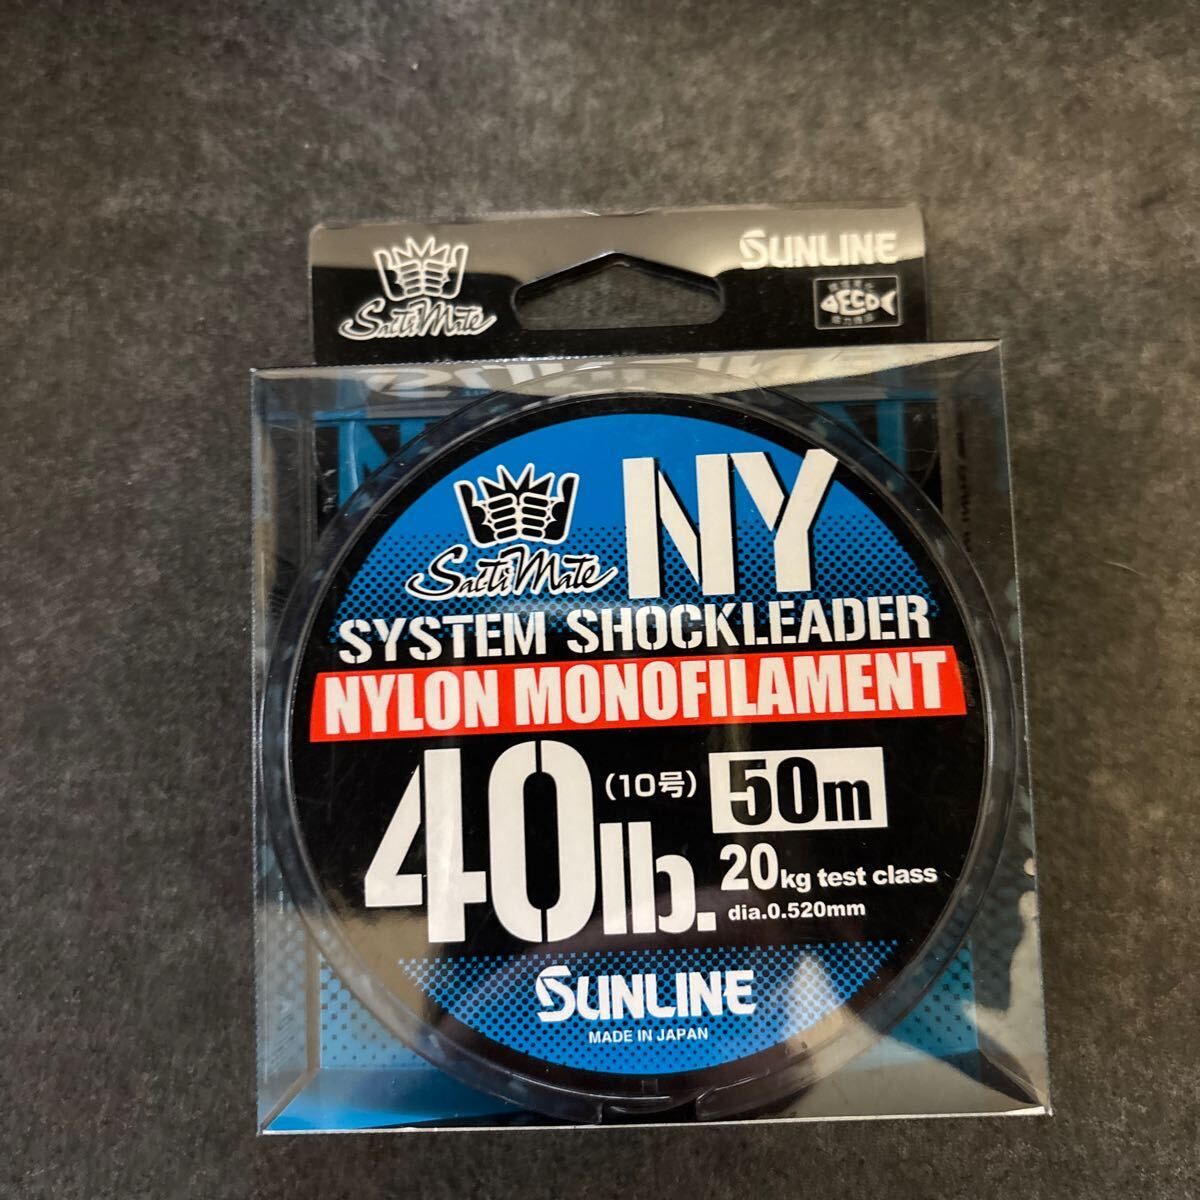 SaltiMate
SUNLINE
ECO
SaltiMate
NY
SYSTEM SHOCKLEADER
NYLON MONOFILAMENT
40lb.
(10号)
50m
20kg test class
dia.0.520mm
SUNLINE
MADE IN JAPAN